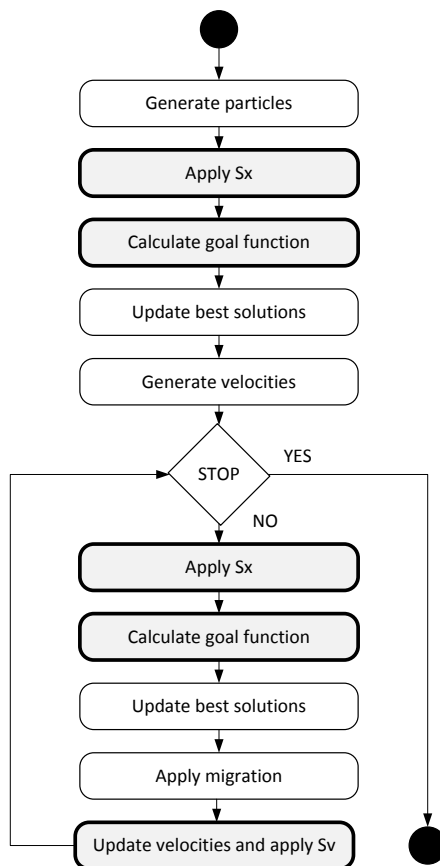 Generate particles
Apply Sx
Calculate goal function
Update best solutions
Generate velocities
STOP
YES
NO
Apply Sx
Calculate goal function
Update best solutions
Apply migration
Update velocities and apply Sv